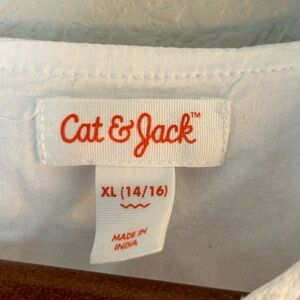 Cat & Jack™
XL (14/16)
MADE IN
INDIA